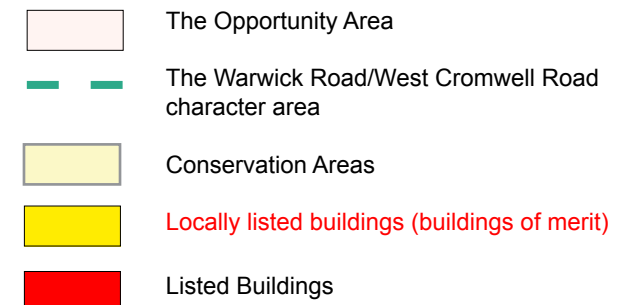 The Opportunity Area
The Warwick Road/West Cromwell Road
character area
Conservation Areas
Locally listed buildings (buildings of merit)
Listed Buildings